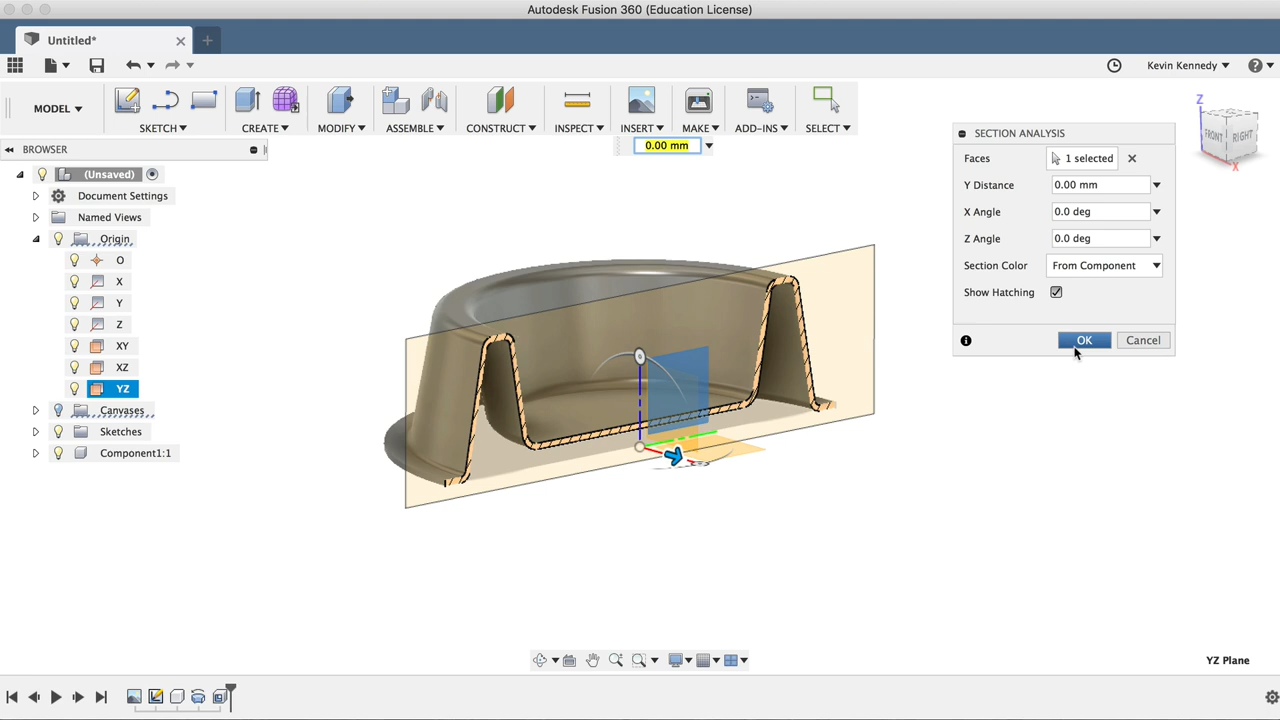 Autodesk Fusion 360 (Education License)
Untitled*
Kevin Kennedy
MODEL
SKETCH
CREATE
MODIFY
ASSEMBLE
CONSTRUCT
INSPECT
INSERT
MAKE
ADD-INS
SELECT
0.00 mm
BROWSER
(Unsaved)
Document Settings
Named Views
Origin
O
X
Y
Z
XY
XZ
YZ
Canvases
Sketches
Component1:1
SECTION ANALYSIS
Faces 1 selected
Y Distance 0.00 mm
X Angle 0.0 deg
Z Angle 0.0 deg
Section Color From Component
Show Hatching
OK Cancel
Z
FRONT RIGHT
X
YZ Plane